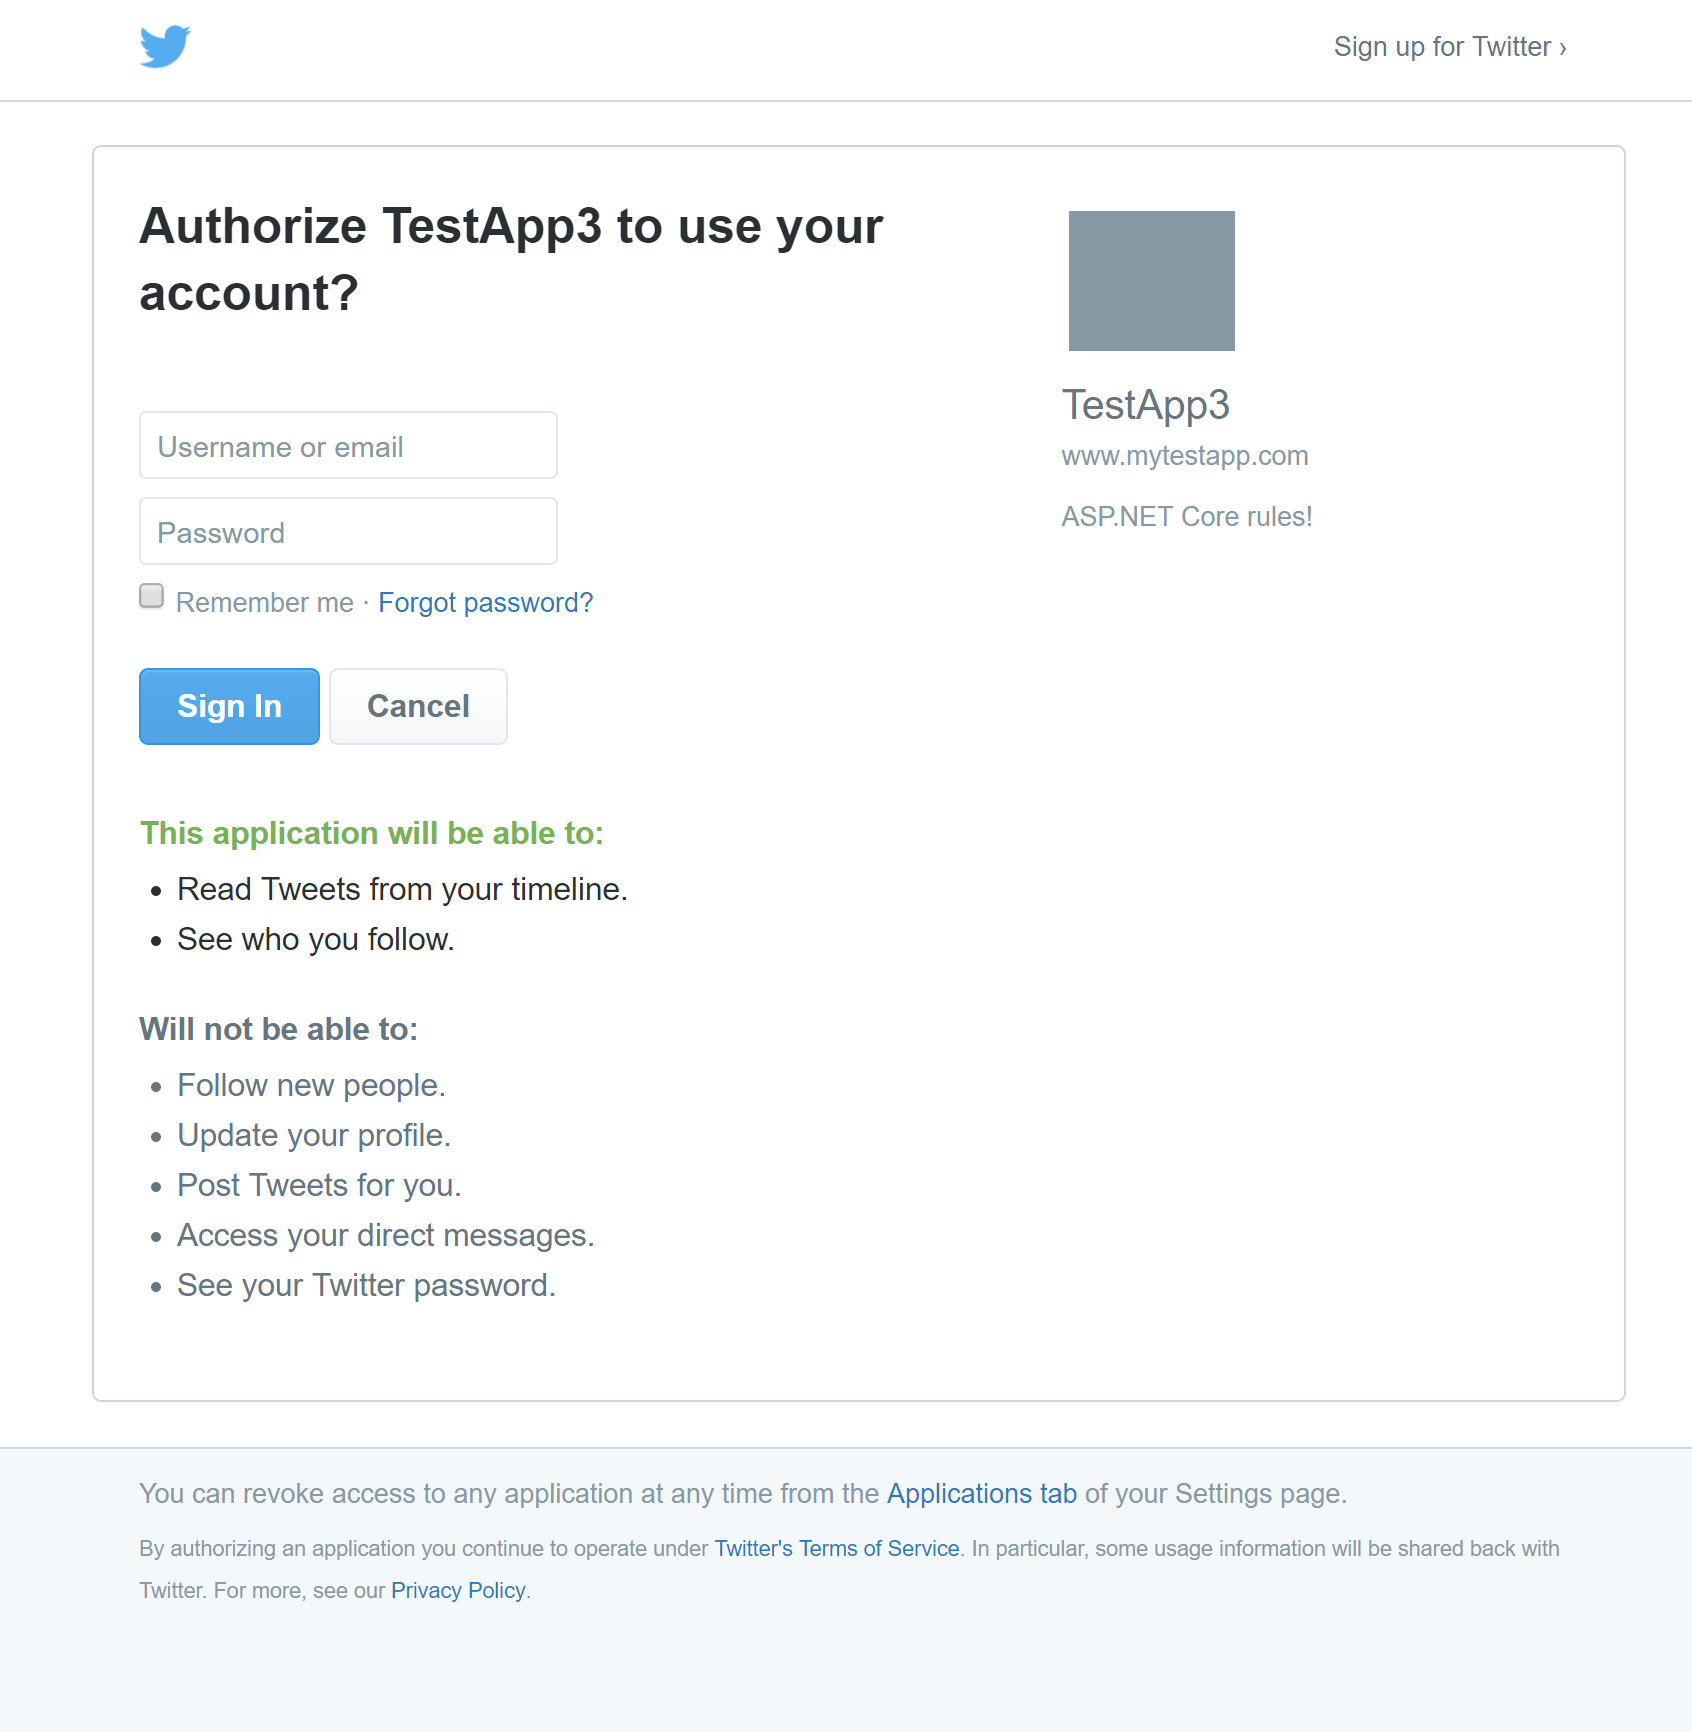 Sign up for Twitter ›
Authorize TestApp3 to use your
account?
Username or email
Password
Remember me · Forgot password?
Sign In
Cancel
TestApp3
www.mytestapp.com
ASP.NET Core rules!
This application will be able to:
• Read Tweets from your timeline.
• See who you follow.
Will not be able to:
• Follow new people.
• Update your profile.
• Post Tweets for you.
• Access your direct messages.
• See your Twitter password.
You can revoke access to any application at any time from the Applications tab of your Settings page.
By authorizing an application you continue to operate under Twitter's Terms of Service. In particular, some usage information will be shared back with
Twitter. For more, see our Privacy Policy.